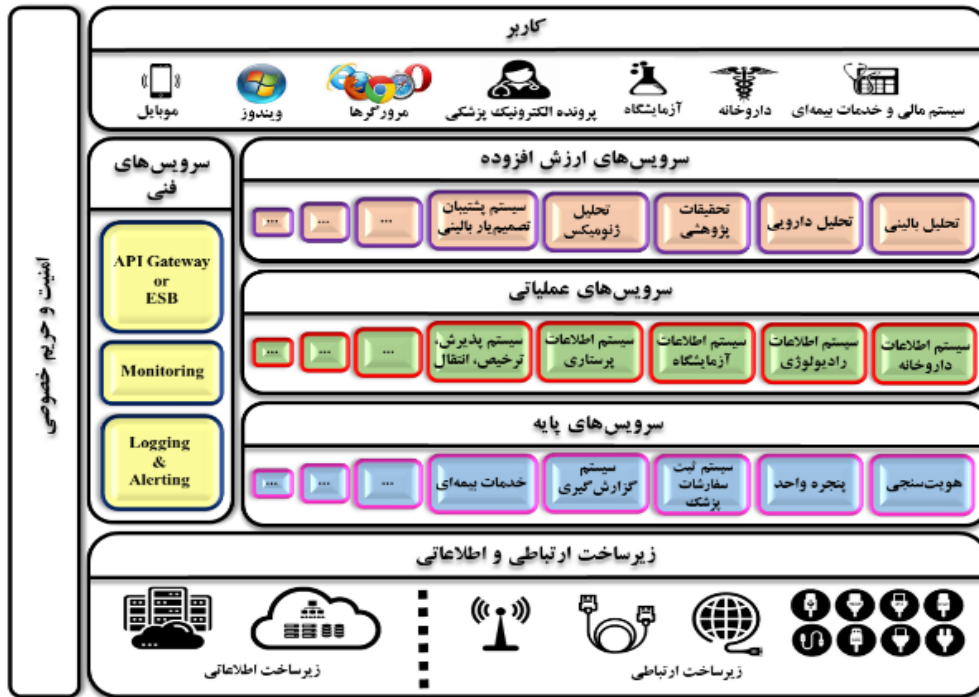 کاربر
سیستم مالی و خدمات بیمه‌ای
داروخانه
آزمایشگاه
پرونده الکترونیک پزشکی
مرورگرها
ویندوز
موبایل
سرویس‌های ارزش افزوده
تحلیل بالینی
تحلیل دارویی
تحقیقات
پژوهشی
تحلیل
ژنومیکس
سیستم پشتیبان
تصمیم‌یار بالینی
...
...
...
سرویس‌های عملیاتی
سیستم اطلاعات
داروخانه
سیستم اطلاعات
رادیولوژی
سیستم اطلاعات
آزمایشگاه
سیستم اطلاعات
پرستاری
سیستم پذیرش،
ترخیص، انتقال
...
...
...
سرویس‌های پایه
هویت‌سنجی
پنجره واحد
سیستم ثبت
سفارشات
پزشک
سیستم
گزارش‌گیری
خدمات بیمه‌ای
...
...
...
سرویس‌های
فنی
API Gateway
or
ESB
Monitoring
Logging
&
Alerting
زیرساخت ارتباطی و اطلاعاتی
زیرساخت ارتباطی
زیرساخت اطلاعاتی
امنیت و حریم خصوصی